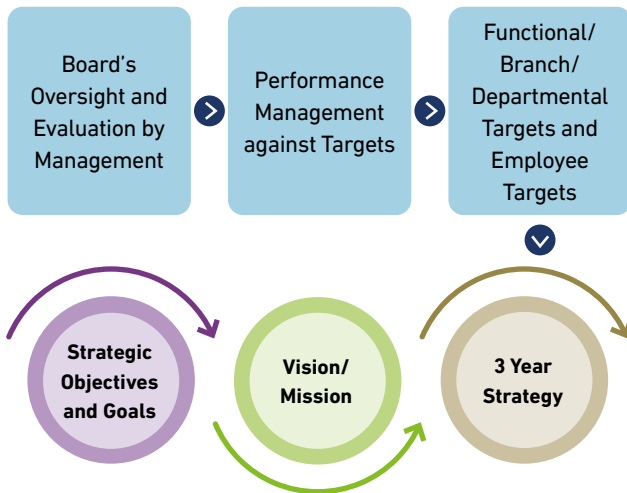 Board's
Oversight and
Evaluation by
Management
Performance
Management
against Targets
Functional/
Branch/
Departmental
Targets and
Employee
Targets
Strategic
Objectives
and Goals
Vision/
Mission
3 Year
Strategy